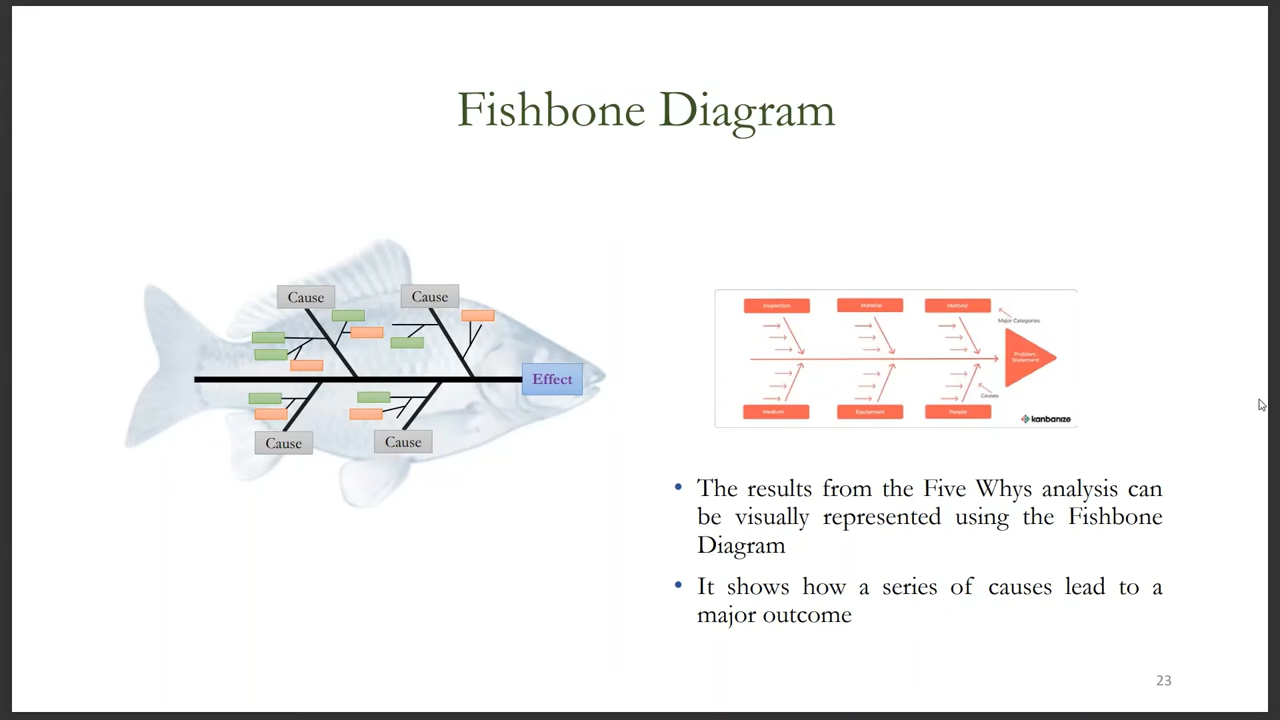 Fishbone Diagram
Cause
Cause
Effect
Cause
Cause
Inspection
Material
Method
Major Categories
Problem
Statement
Causes
Medium
Equipment
People
kanbanize
• The results from the Five Whys analysis can
be visually represented using the Fishbone
Diagram
• It shows how a series of causes lead to a
major outcome
23